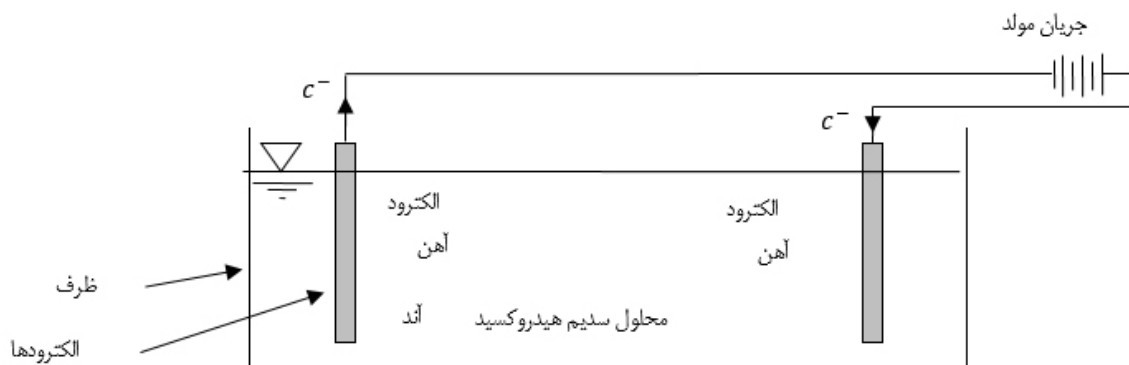 جریان مولد
c⁻
c⁻
الکترود
آهن
الکترود
آهن
ظرف
آند
محلول سدیم هیدروکسید
الکترودها